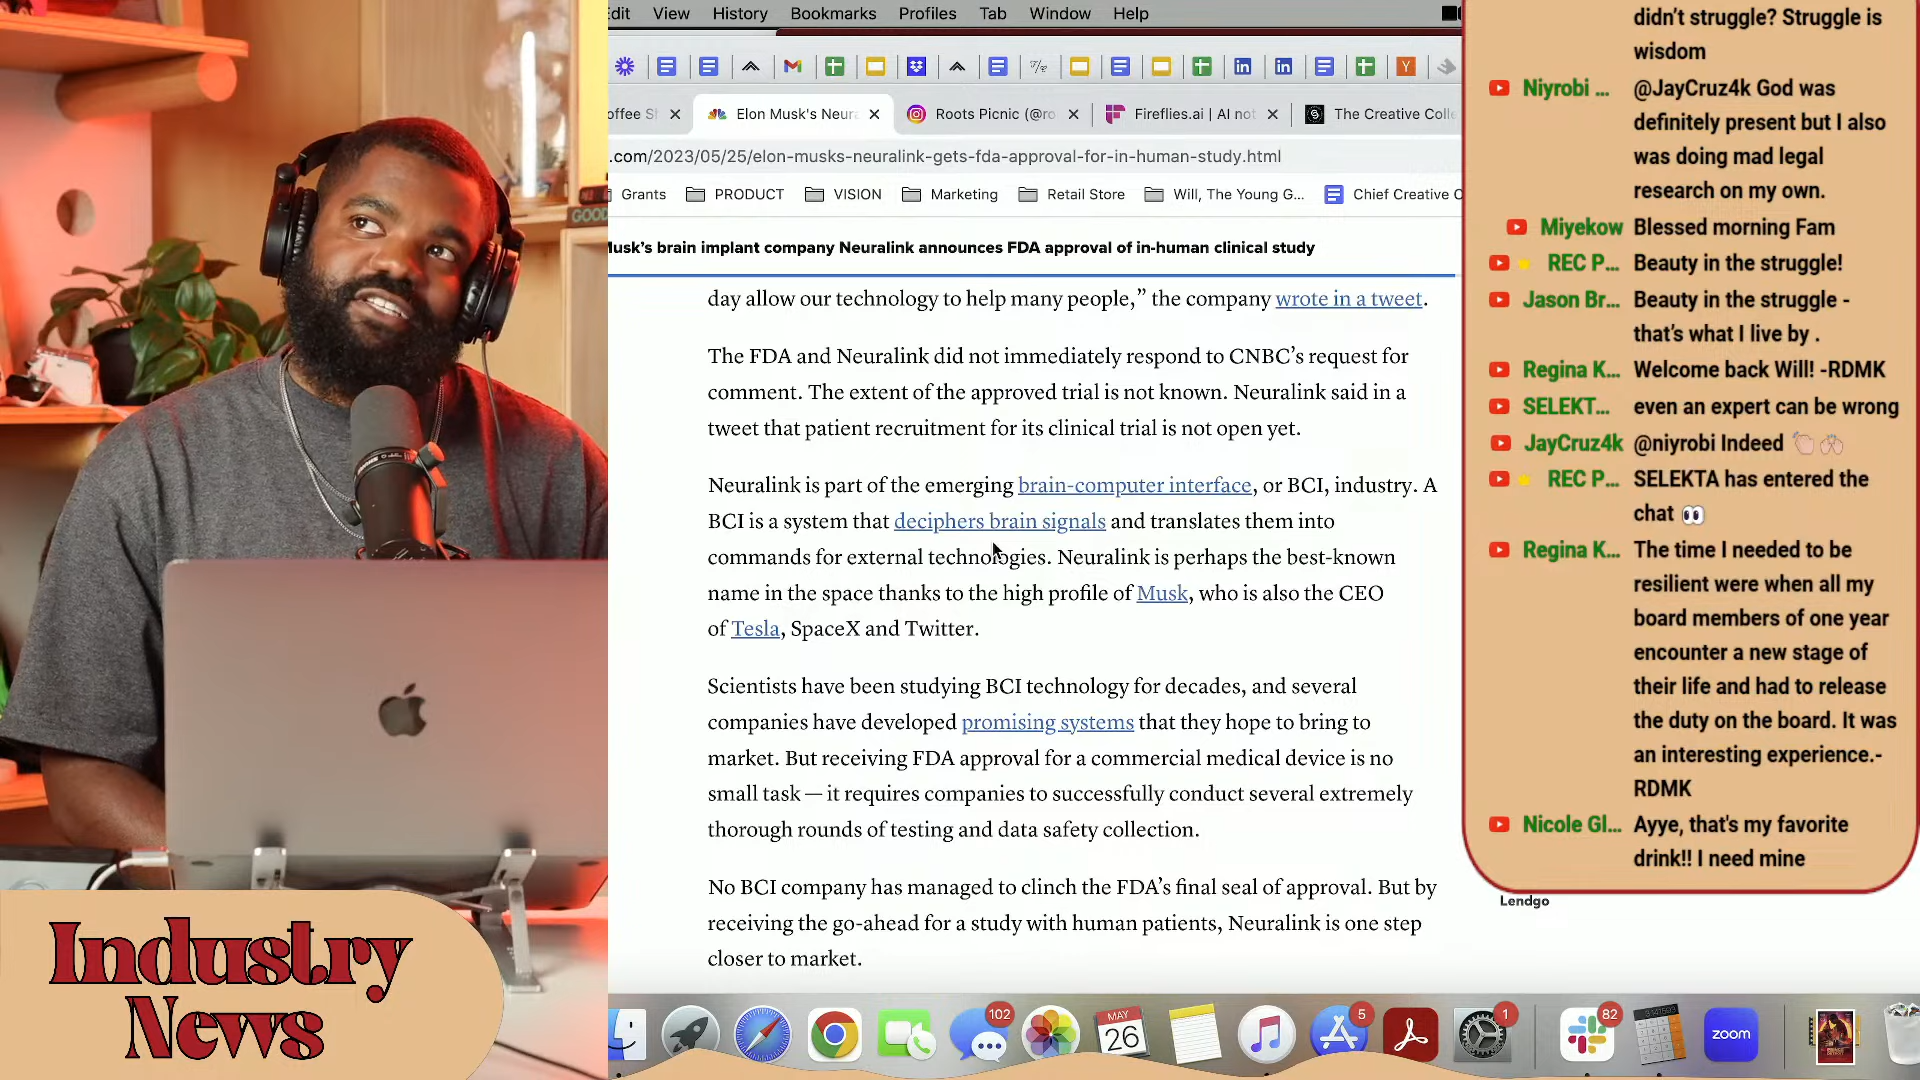 Edit View History Bookmarks Profiles Tab Window Help
offee S Elon Musk's Neura Roots Picnic (@ro Fireflies.ai | AI not The Creative Colle
.com/2023/05/25/elon-musks-neuralink-gets-fda-approval-for-in-human-study.html
Grants PRODUCT VISION Marketing Retail Store Will, The Young G... Chief Creative O
Musk's brain implant company Neuralink announces FDA approval of in-human clinical study
day allow our technology to help many people,” the company wrote in a tweet.
The FDA and Neuralink did not immediately respond to CNBC’s request for
comment. The extent of the approved trial is not known. Neuralink said in a
tweet that patient recruitment for its clinical trial is not open yet.
Neuralink is part of the emerging brain-computer interface, or BCI, industry. A
BCI is a system that deciphers brain signals and translates them into
commands for external technologies. Neuralink is perhaps the best-known
name in the space thanks to the high profile of Musk, who is also the CEO
of Tesla, SpaceX and Twitter.
Scientists have been studying BCI technology for decades, and several
companies have developed promising systems that they hope to bring to
market. But receiving FDA approval for a commercial medical device is no
small task — it requires companies to successfully conduct several extremely
thorough rounds of testing and data safety collection.
No BCI company has managed to clinch the FDA’s final seal of approval. But by
receiving the go-ahead for a study with human patients, Neuralink is one step
closer to market.
didn’t struggle? Struggle is
wisdom
Niyrobi ... @JayCruz4k God was
definitely present but I also
was doing mad legal
research on my own.
Miyekow Blessed morning Fam
REC P... Beauty in the struggle!
Jason Br... Beauty in the struggle -
that’s what I live by .
Regina K... Welcome back Will! -RDMK
SELEKT... even an expert can be wrong
JayCruz4k @niyrobi Indeed
REC P... SELEKTA has entered the
chat
Regina K... The time I needed to be
resilient were when all my
board members of one year
encounter a new stage of
their life and had to release
the duty on the board. It was
an interesting experience.-
RDMK
Nicole Gl... Ayye, that's my favorite
drink!! I need mine
Lendgo
Industry
News
GOOD
102
MAY
26
5
1
82
zoom